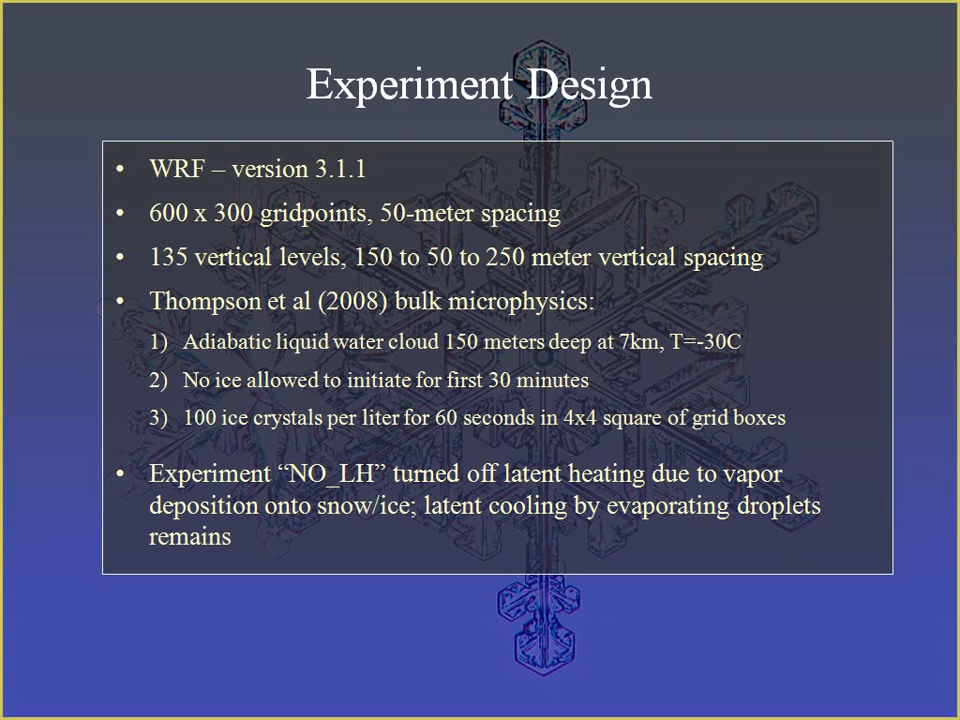 Experiment Design
• WRF – version 3.1.1
• 600 x 300 gridpoints, 50-meter spacing
• 135 vertical levels, 150 to 50 to 250 meter vertical spacing
• Thompson et al (2008) bulk microphysics:
1) Adiabatic liquid water cloud 150 meters deep at 7km, T=-30C
2) No ice allowed to initiate for first 30 minutes
3) 100 ice crystals per liter for 60 seconds in 4x4 square of grid boxes
• Experiment “NO_LH” turned off latent heating due to vapor
deposition onto snow/ice; latent cooling by evaporating droplets
remains